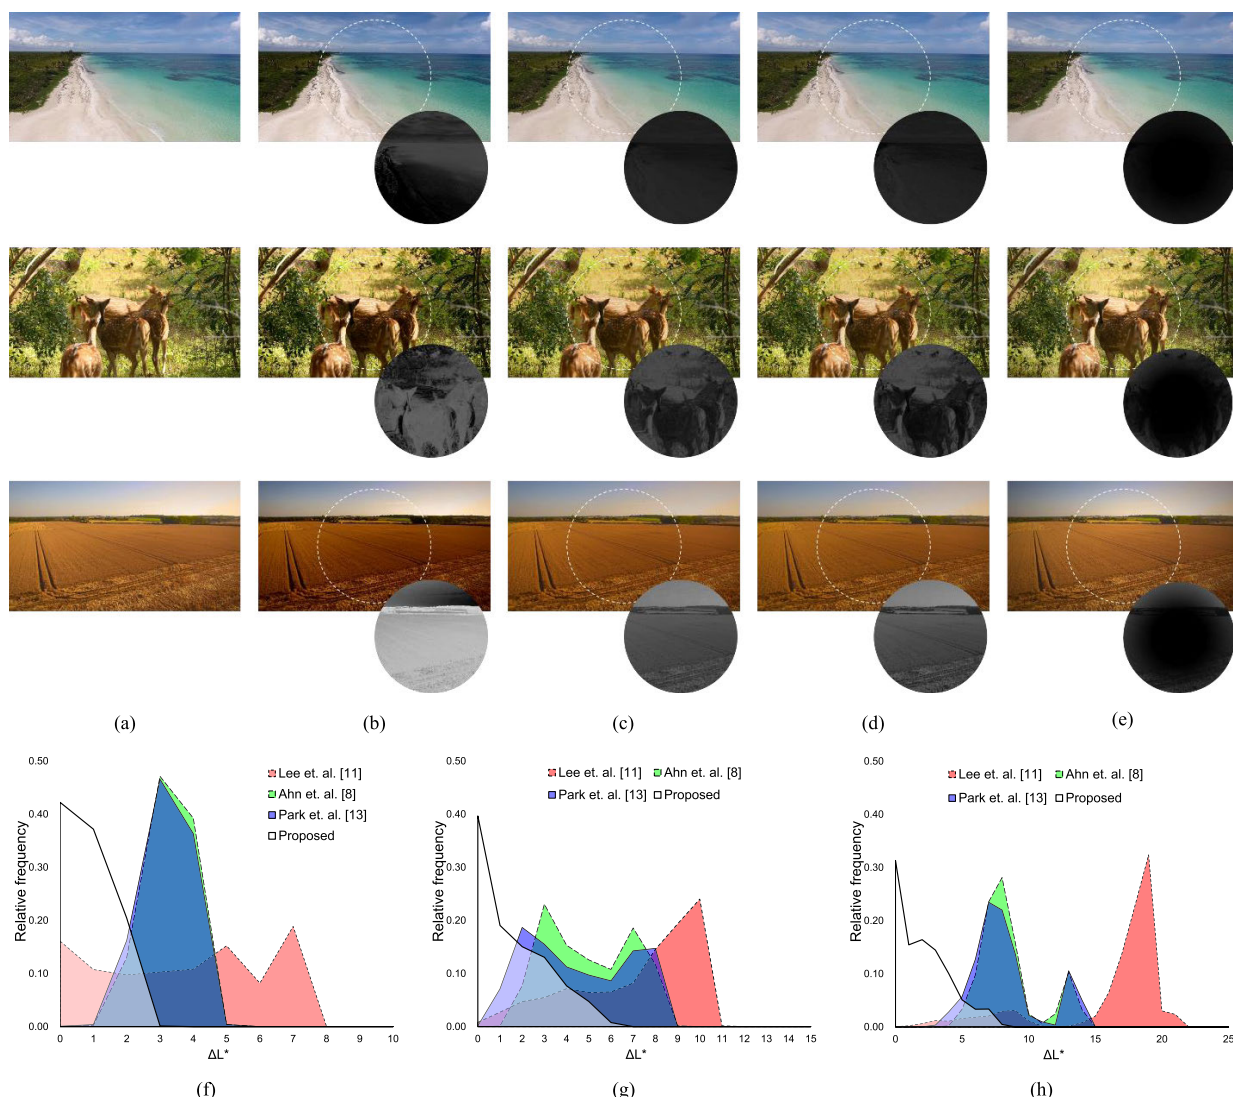 (a) (b) (c) (d) (e)
0.50
0.40
0.30
0.20
0.10
0.00
Relative frequency
Lee et. al. [11]
Ahn et. al. [8]
Park et. al. [13]
Proposed
0 1 2 3 4 5 6 7 8 9 10
ΔL*
(f)
0.50
0.40
0.30
0.20
0.10
0.00
Relative frequency
Lee et. al. [11] Ahn et. al. [8]
Park et. al. [13] Proposed
0 1 2 3 4 5 6 7 8 9 10 11 12 13 14 15
ΔL*
(g)
0.50
0.40
0.30
0.20
0.10
0.00
Relative frequency
Lee et. al. [11] Ahn et. al. [8]
Park et. al. [13] Proposed
0 5 10 15 20 25
ΔL*
(h)